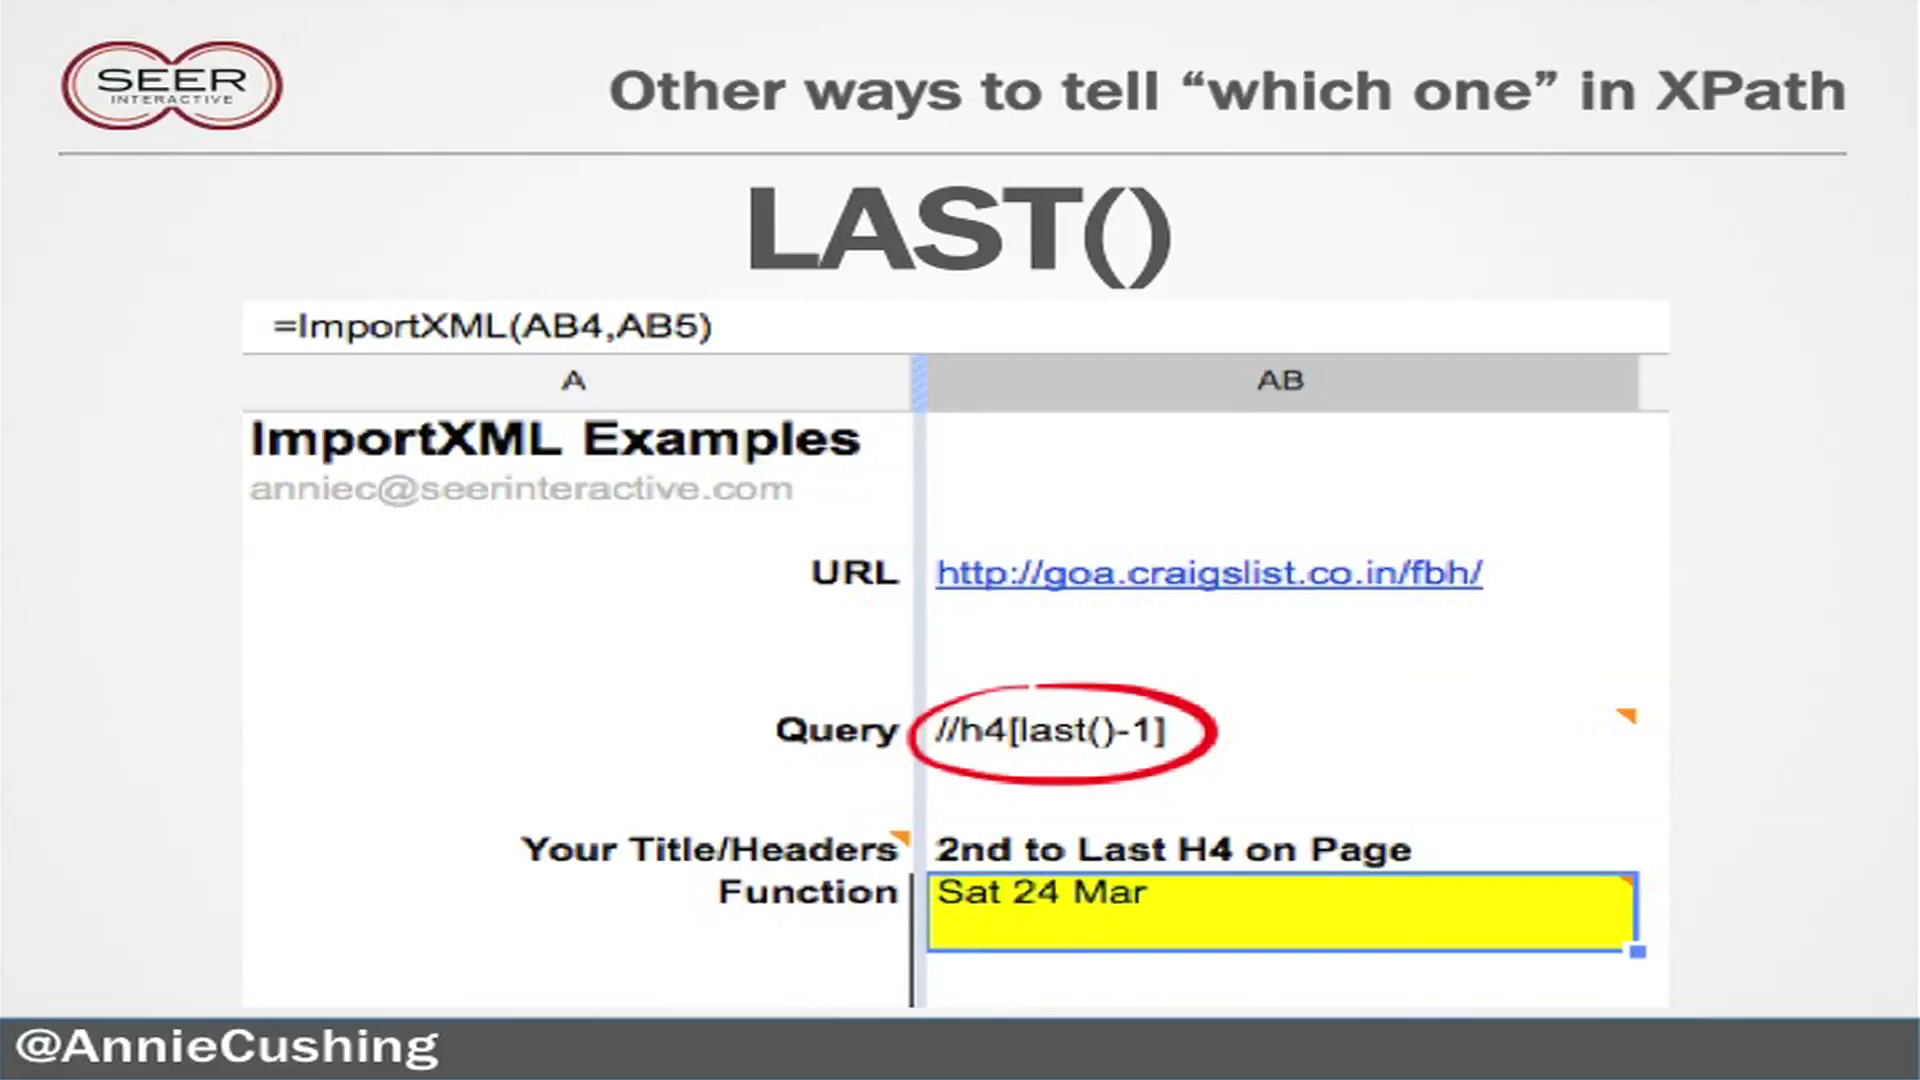 SEER
INTERACTIVE
Other ways to tell “which one” in XPath
LAST()
=ImportXML(AB4,AB5)
A AB
ImportXML Examples
anniec@seerinteractive.com
URL http://goa.craigslist.co.in/fbh/
Query //h4[last()-1]
Your Title/Headers 2nd to Last H4 on Page
Function Sat 24 Mar
@AnnieCushing